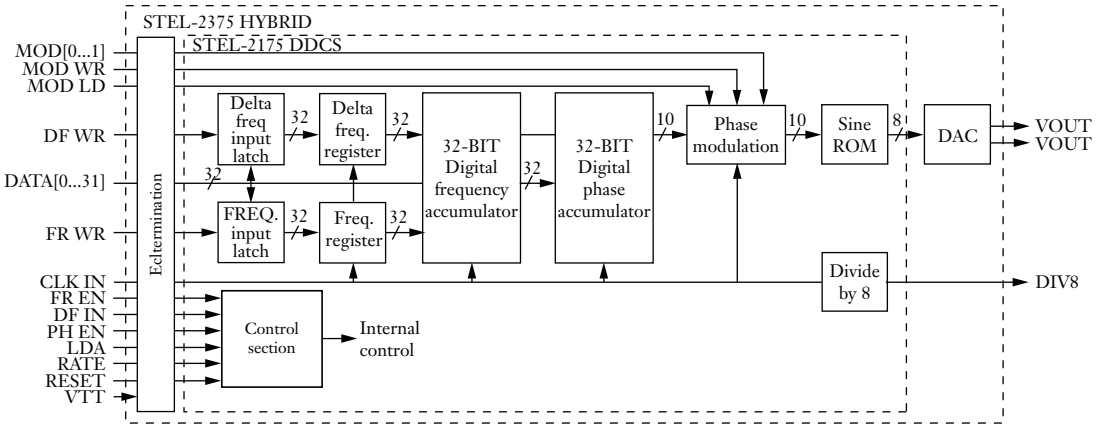 STEL-2375 HYBRID
STEL-2175 DDCS
MOD[0...1]
MOD WR
MOD LD
DF WR
DATA[0...31]
FR WR
CLK IN
FR EN
DF IN
PH EN
LDA
RATE
RESET
VTT
Ecltermination
Delta
freq
input
latch
32
Delta
freq.
register
32
32
FREQ.
input
latch
32
Freq.
register
32
32-BIT
Digital
frequency
accumulator
32
32-BIT
Digital
phase
accumulator
10
Phase
modulation
10
Sine
ROM
8
DAC
VOUT
VOUT
Divide
by 8
DIV8
Control
section
Internal
control